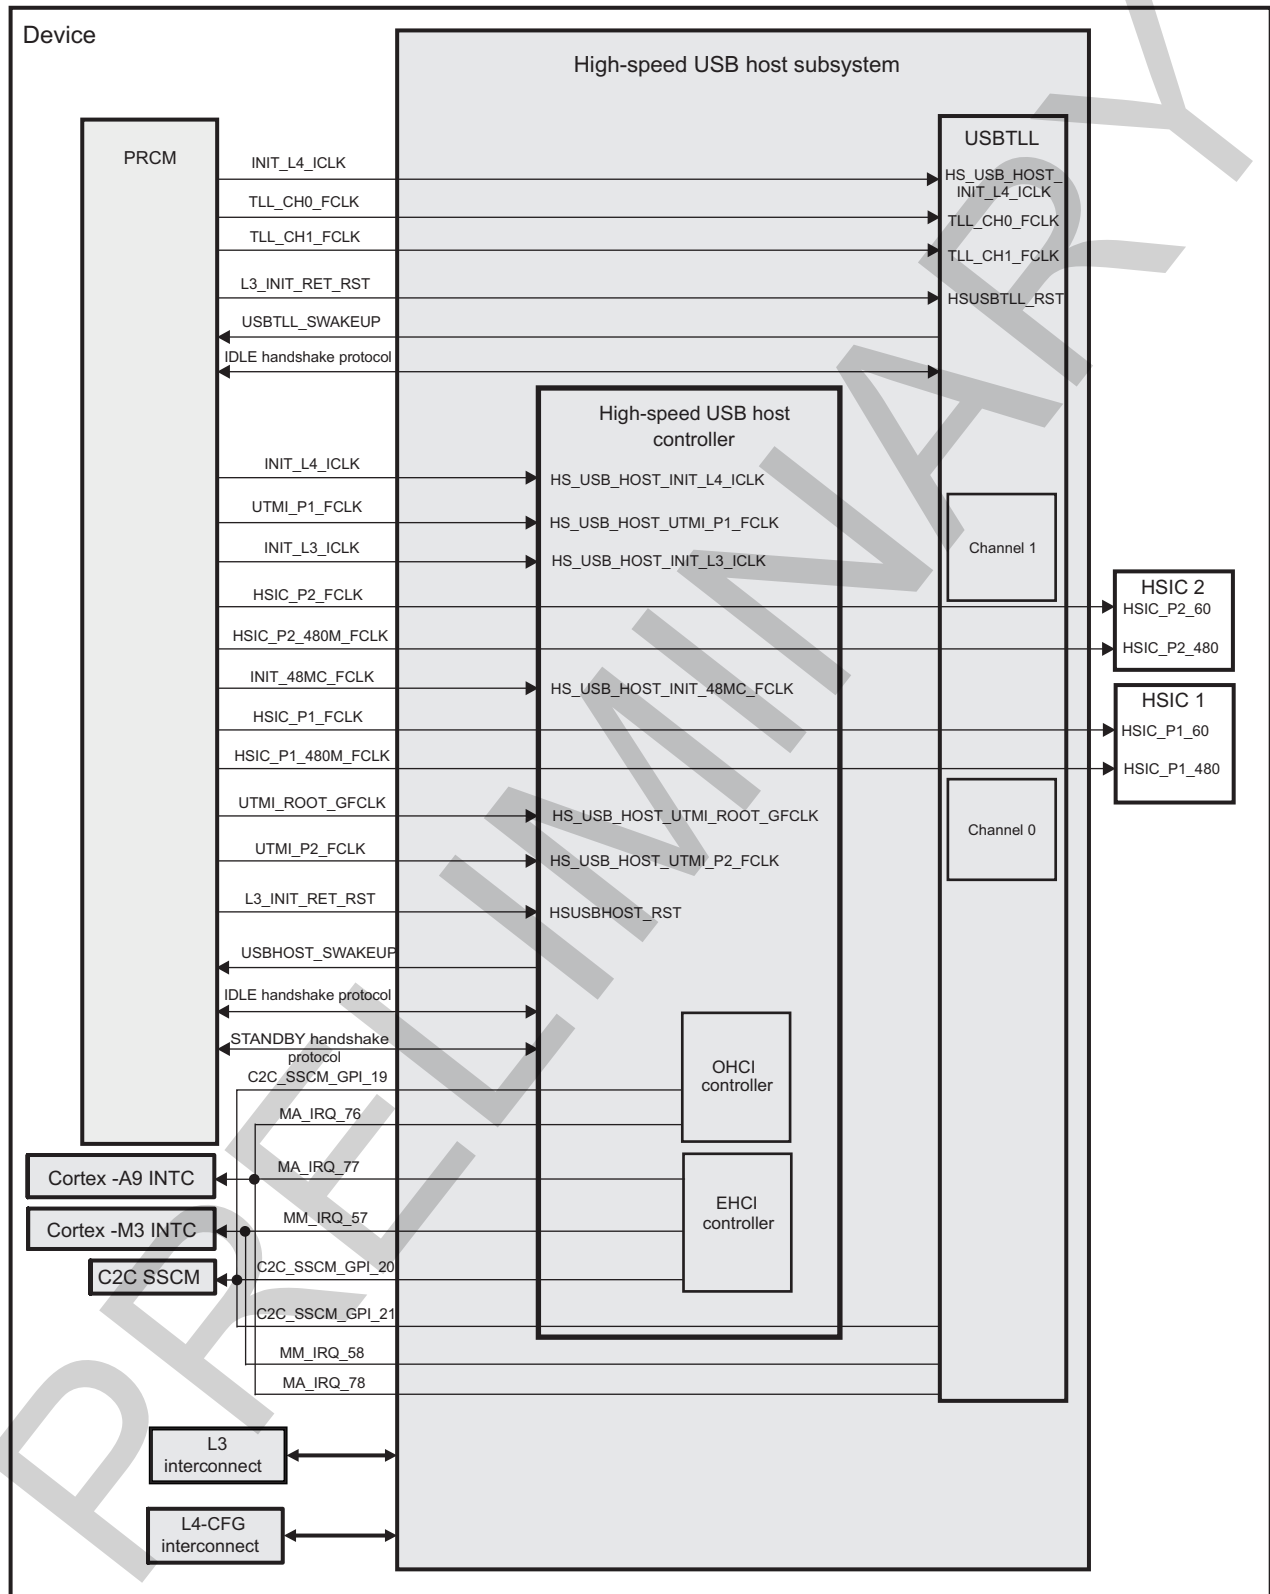 Device
High-speed USB host subsystem
PRCM
USBTLL
INIT_L4_ICLK
HS_USB_HOST_
INIT_L4_ICLK
TLL_CH0_FCLK
TLL_CH0_FCLK
TLL_CH1_FCLK
TLL_CH1_FCLK
L3_INIT_RET_RST
HSUSBTLL_RST
USBTLL_SWAKEUP
IDLE handshake protocol
High-speed USB host
controller
INIT_L4_ICLK
HS_USB_HOST_INIT_L4_ICLK
UTMI_P1_FCLK
HS_USB_HOST_UTMI_P1_FCLK
INIT_L3_ICLK
HS_USB_HOST_INIT_L3_ICLK
Channel 1
HSIC_P2_FCLK
HSIC 2
HSIC_P2_60
HSIC_P2_480M_FCLK
HSIC_P2_480
INIT_48MC_FCLK
HS_USB_HOST_INIT_48MC_FCLK
HSIC 1
HSIC_P1_FCLK
HSIC_P1_60
HSIC_P1_480M_FCLK
HSIC_P1_480
UTMI_ROOT_GFCLK
HS_USB_HOST_UTMI_ROOT_GFCLK
Channel 0
UTMI_P2_FCLK
HS_USB_HOST_UTMI_P2_FCLK
L3_INIT_RET_RST
HSUSBHOST_RST
USBHOST_SWAKEUP
IDLE handshake protocol
STANDBY handshake
protocol
OHCI
controller
C2C_SSCM_GPI_19
MA_IRQ_76
Cortex -A9 INTC
MA_IRQ_77
EHCI
controller
Cortex -M3 INTC
MM_IRQ_57
C2C SSCM
C2C_SSCM_GPI_20
C2C_SSCM_GPI_21
MM_IRQ_58
MA_IRQ_78
L3
interconnect
L4-CFG
interconnect
PRELIMINARY